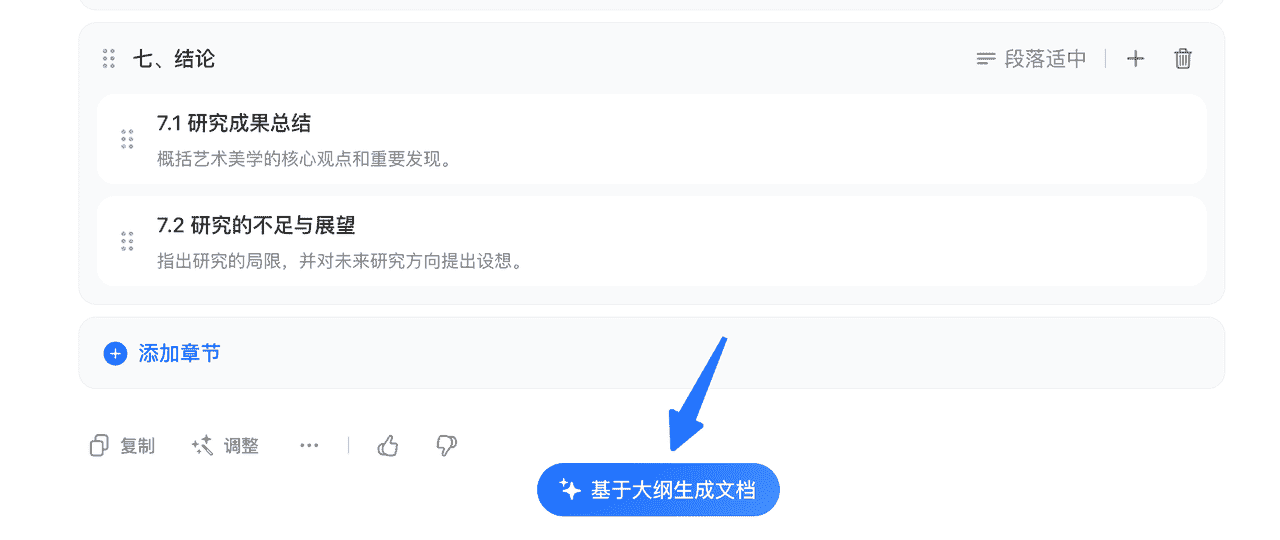 七、结论
段落适中
7.1 研究成果总结
概括艺术美学的核心观点和重要发现。
7.2 研究的不足与展望
指出研究的局限，并对未来研究方向提出设想。
添加章节
复制
调整
基于大纲生成文档